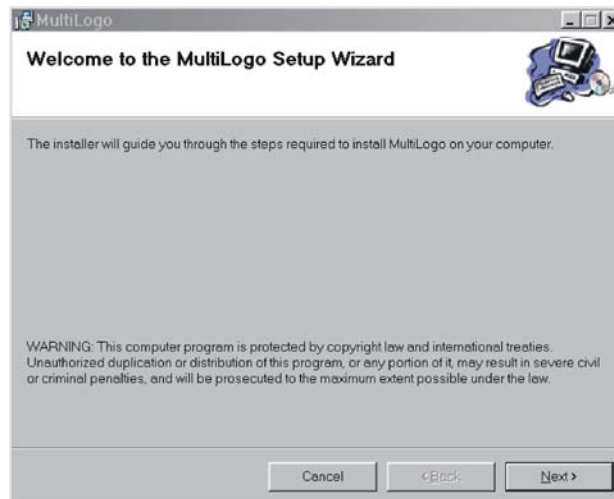 MultiLogo
Welcome to the MultiLogo Setup Wizard
The installer will guide you through the steps required to install MultiLogo on your computer.
WARNING: This computer program is protected by copyright law and international treaties.
Unauthorized duplication or distribution of this program, or any portion of it, may result in severe civil
or criminal penalties, and will be prosecuted to the maximum extent possible under the law.
Cancel <Back Next>